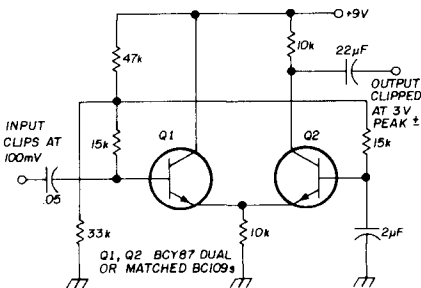 +9V
10k
47k
22µF
OUTPUT
CLIPPED
AT 3V
PEAK ±
INPUT
CLIPS AT
100mV
15k
Q1
Q2
15k
.05
33k
10k
2µF
Q1, Q2 BCY87 DUAL
OR MATCHED BC109s